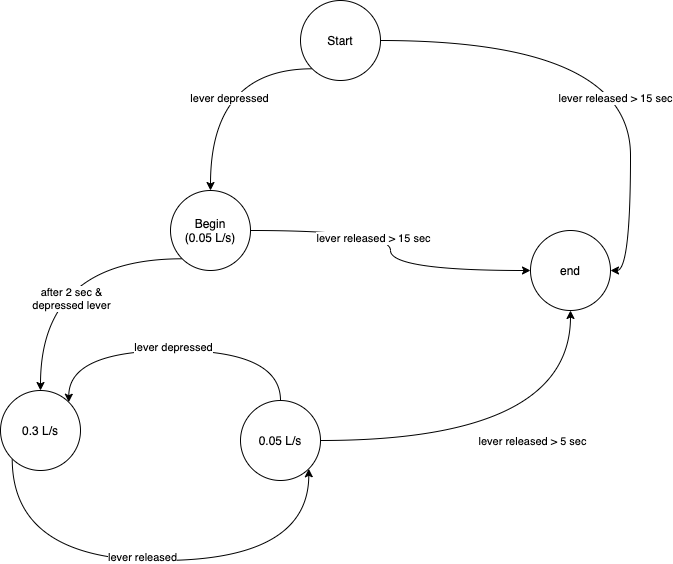 Start
lever depressed
lever released > 15 sec
Begin
(0.05 L/s)
lever released > 15 sec
end
after 2 sec &
depressed lever
lever depressed
0.3 L/s
0.05 L/s
lever released > 5 sec
lever released